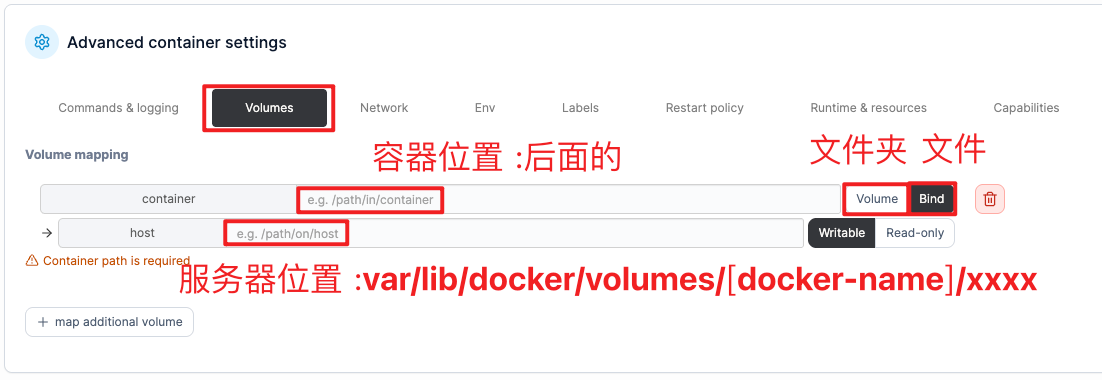 Advanced container settings
Commands & logging Volumes Network Env Labels Restart policy Runtime & resources Capabilities
Volume mapping
容器位置 :后面的
文件夹 文件
container e.g. /path/in/container Volume Bind
→ host e.g. /path/on/host Writable Read-only
Container path is required
服务器位置 :var/lib/docker/volumes/[docker-name]/xxxx
+ map additional volume